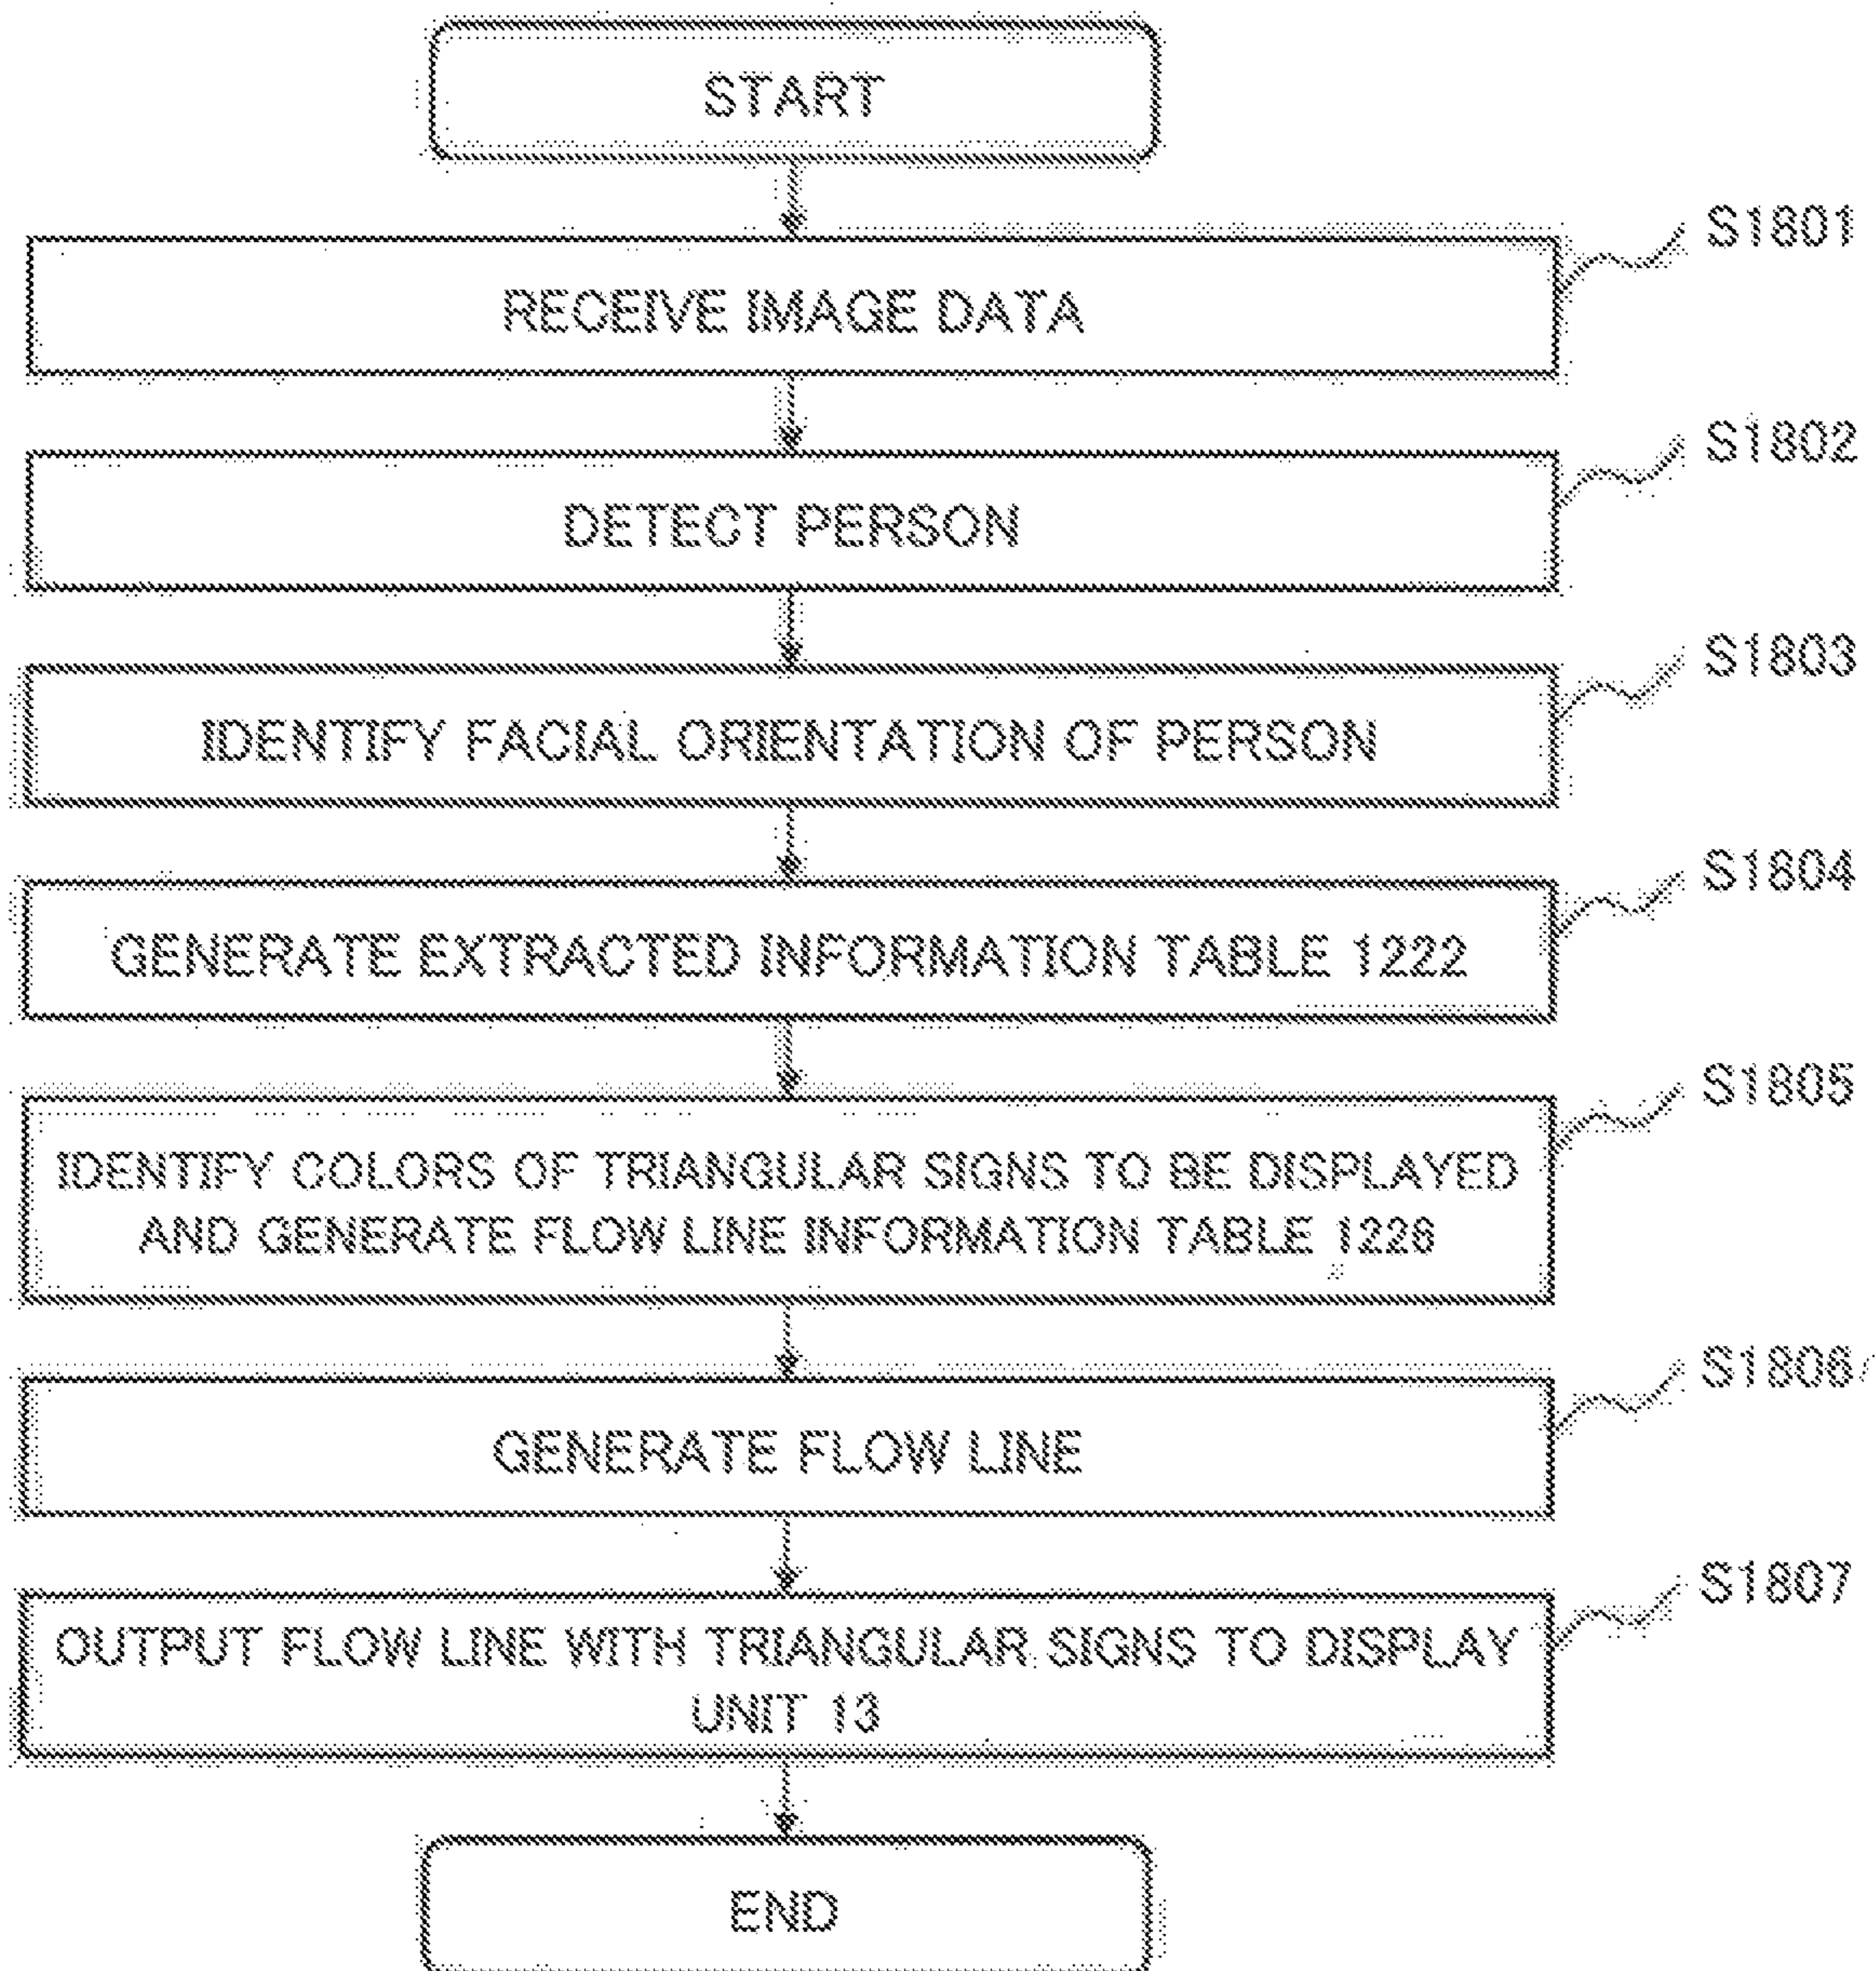 START
S1801
RECEIVE IMAGE DATA
S1802
DETECT PERSON
S1803
IDENTIFY FACIAL ORIENTATION OF PERSON
S1804
GENERATE EXTRACTED INFORMATION TABLE 1222
S1805
IDENTIFY COLORS OF TRIANGULAR SIGNS TO BE DISPLAYED
AND GENERATE FLOW LINE INFORMATION TABLE 1226
S1806
GENERATE FLOW LINE
S1807
OUTPUT FLOW LINE WITH TRIANGULAR SIGNS TO DISPLAY
UNIT 13
END